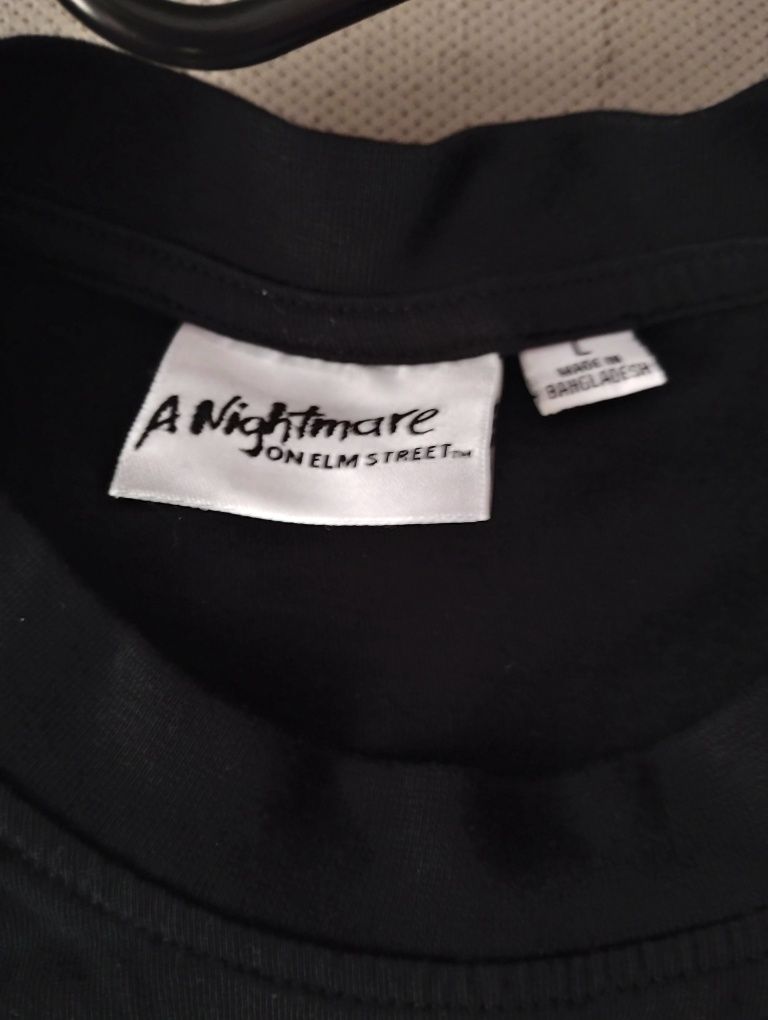 A Nightmare
ON ELM STREET™
L
MADE IN
BANGLADESH